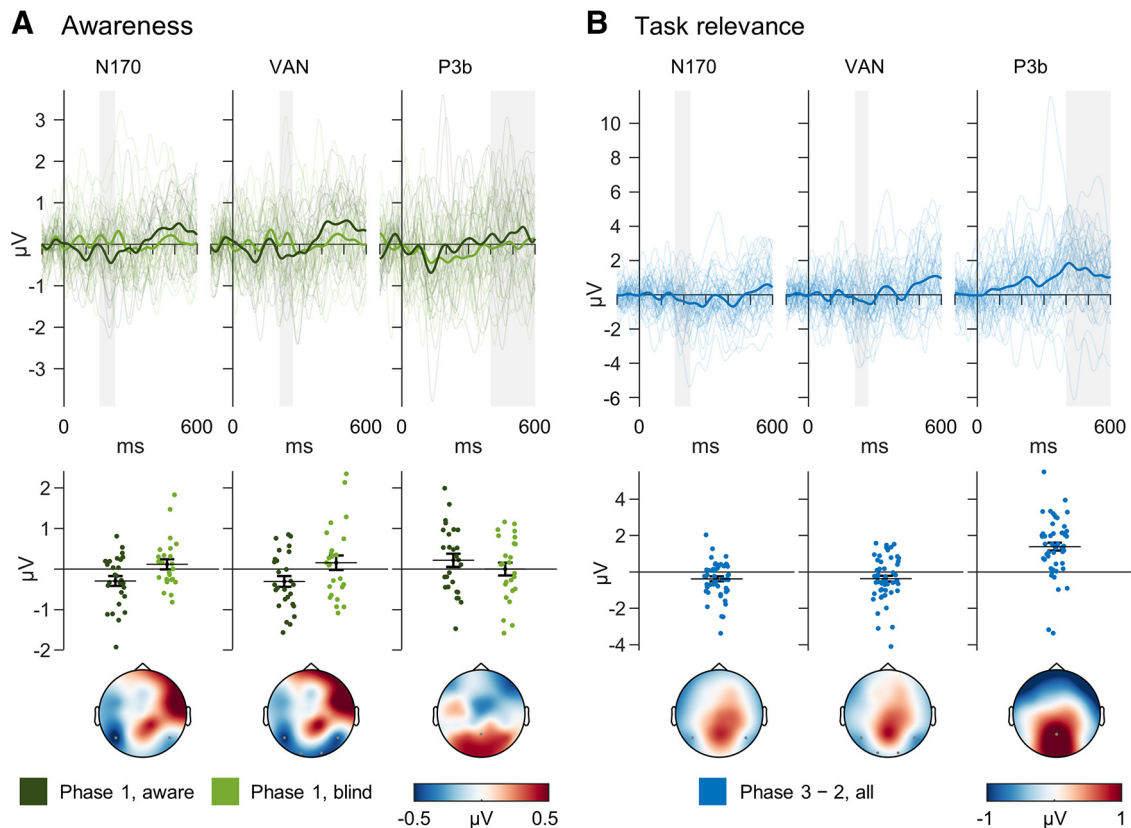 A Awareness
N170 VAN P3b
3
2
1
0
-1
-2
-3
µV
0 600 0 600 0 600
ms ms ms
2
1
0
-1
-2
µV
Phase 1, aware Phase 1, blind
-0.5 µV 0.5
B Task relevance
N170 VAN P3b
10
8
6
4
2
0
-2
-4
-6
µV
0 600 0 600 0 600
ms ms ms
4
2
0
-2
-4
µV
Phase 3 − 2, all
-1 µV 1